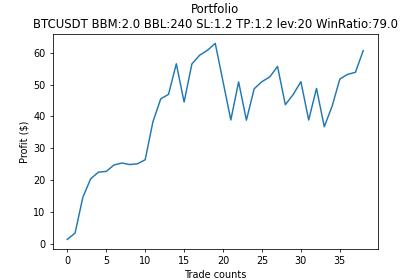 Portfolio
BTCUSDT BBM:2.0 BBL:240 SL:1.2 TP:1.2 lev:20 WinRatio:79.0
60
50
40
30
20
10
0
Profit ($)
0 5 10 15 20 25 30 35
Trade counts